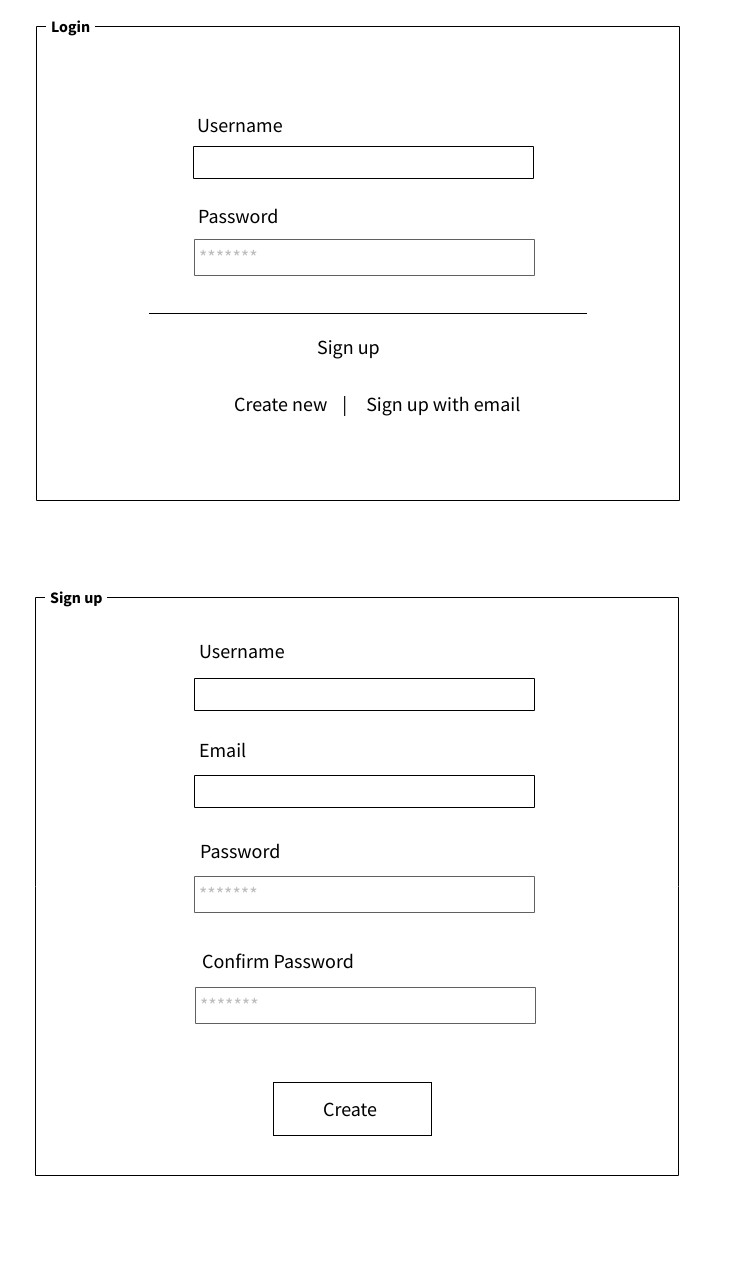 Login
Username
Password
*******
Sign up
Create new | Sign up with email
Sign up
Username
Email
Password
*******
Confirm Password
*******
Create